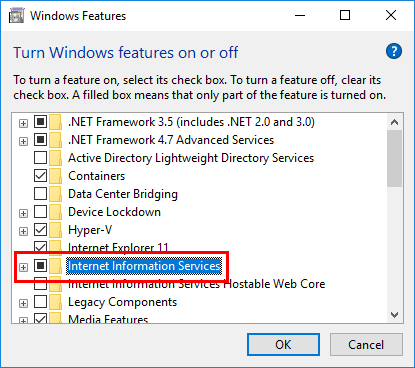 Windows Features
Turn Windows features on or off
?
To turn a feature on, select its check box. To turn a feature off, clear its
check box. A filled box means that only part of the feature is turned on.
.NET Framework 3.5 (includes .NET 2.0 and 3.0)
.NET Framework 4.7 Advanced Services
Active Directory Lightweight Directory Services
Containers
Data Center Bridging
Device Lockdown
Hyper-V
Internet Explorer 11
Internet Information Services
Internet Information Services Hostable Web Core
Legacy Components
Media Features
OK
Cancel